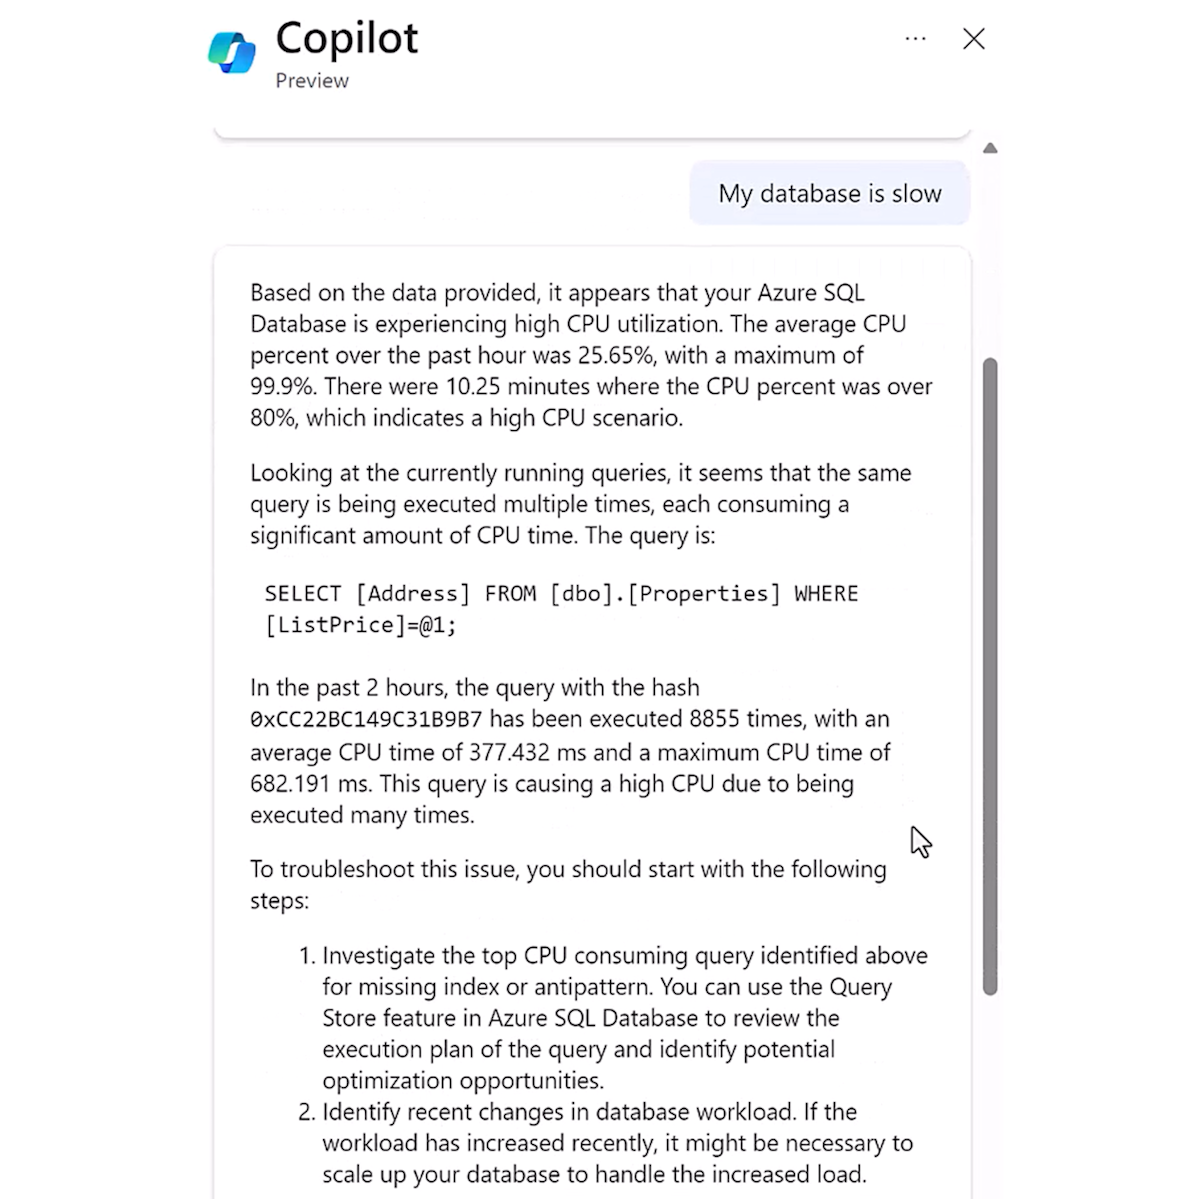 Copilot
Preview
My database is slow
Based on the data provided, it appears that your Azure SQL
Database is experiencing high CPU utilization. The average CPU
percent over the past hour was 25.65%, with a maximum of
99.9%. There were 10.25 minutes where the CPU percent was over
80%, which indicates a high CPU scenario.
Looking at the currently running queries, it seems that the same
query is being executed multiple times, each consuming a
significant amount of CPU time. The query is:
SELECT [Address] FROM [dbo].[Properties] WHERE
[ListPrice]=@1;
In the past 2 hours, the query with the hash
0xCC22BC149C31B9B7 has been executed 8855 times, with an
average CPU time of 377.432 ms and a maximum CPU time of
682.191 ms. This query is causing a high CPU due to being
executed many times.
To troubleshoot this issue, you should start with the following
steps:
1. Investigate the top CPU consuming query identified above
for missing index or antipattern. You can use the Query
Store feature in Azure SQL Database to review the
execution plan of the query and identify potential
optimization opportunities.
2. Identify recent changes in database workload. If the
workload has increased recently, it might be necessary to
scale up your database to handle the increased load.